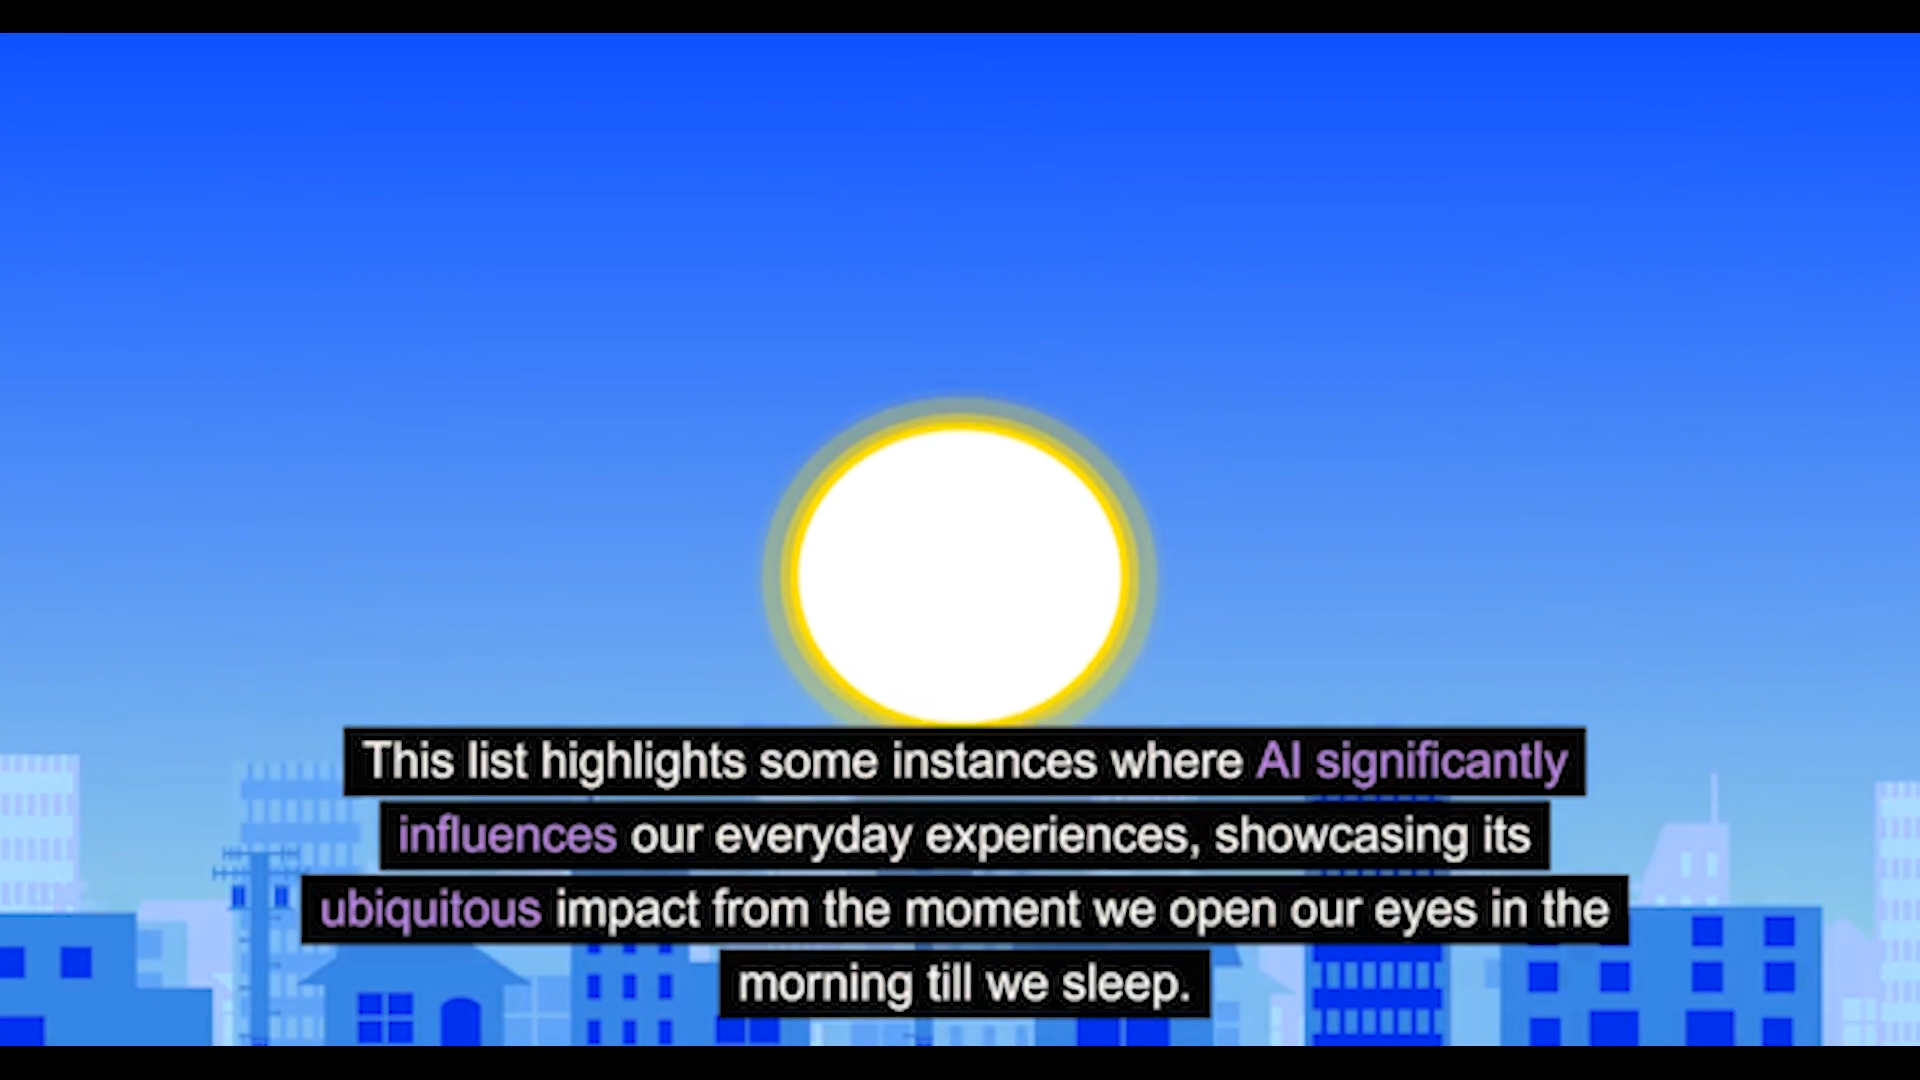 This list highlights some instances where AI significantly
influences our everyday experiences, showcasing its
ubiquitous impact from the moment we open our eyes in the
morning till we sleep.